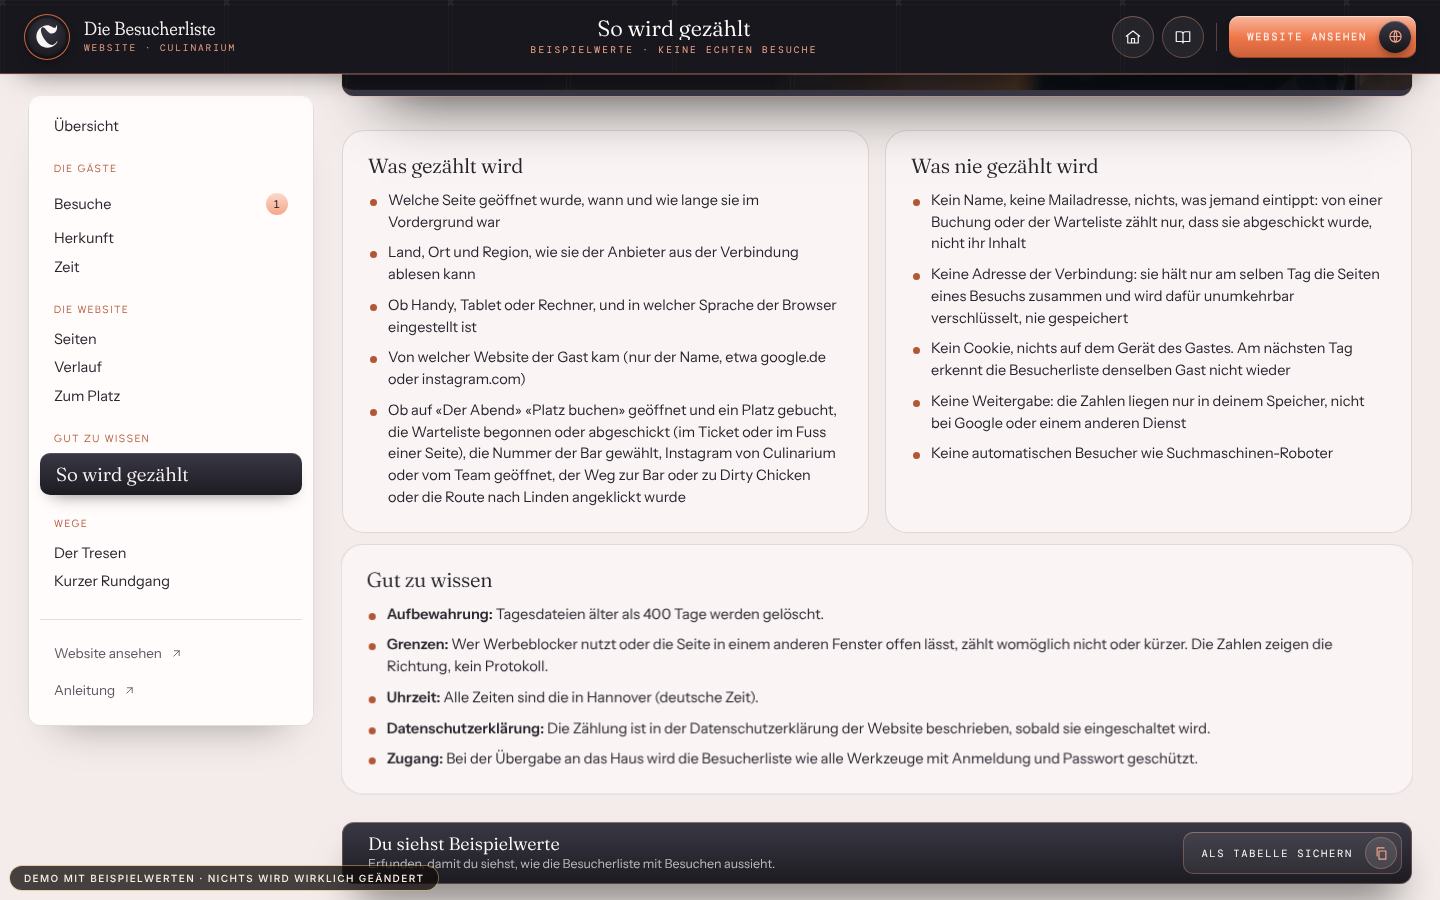 Die Besucherliste
WEBSITE · CULINARIUM
So wird gezählt
BEISPIELWERTE · KEINE ECHTEN BESUCHE
WEBSITE ANSEHEN
Übersicht
DIE GÄSTE
Besuche
1
Herkunft
Zeit
DIE WEBSITE
Seiten
Verlauf
Zum Platz
GUT ZU WISSEN
So wird gezählt
WEGE
Der Tresen
Kurzer Rundgang
Website ansehen
Anleitung
Was gezählt wird
Welche Seite geöffnet wurde, wann und wie lange sie im
Vordergrund war
Land, Ort und Region, wie sie der Anbieter aus der Verbindung
ablesen kann
Ob Handy, Tablet oder Rechner, und in welcher Sprache der Browser
eingestellt ist
Von welcher Website der Gast kam (nur der Name, etwa google.de
oder instagram.com)
Ob auf «Der Abend» «Platz buchen» geöffnet und ein Platz gebucht,
die Warteliste begonnen oder abgeschickt (im Ticket oder im Fuss
einer Seite), die Nummer der Bar gewählt, Instagram von Culinarium
oder vom Team geöffnet, der Weg zur Bar oder zu Dirty Chicken
oder die Route nach Linden angeklickt wurde
Was nie gezählt wird
Kein Name, keine Mailadresse, nichts, was jemand eintippt: von einer
Buchung oder der Warteliste zählt nur, dass sie abgeschickt wurde,
nicht ihr Inhalt
Keine Adresse der Verbindung: sie hält nur am selben Tag die Seiten
eines Besuchs zusammen und wird dafür unumkehrbar
verschlüsselt, nie gespeichert
Kein Cookie, nichts auf dem Gerät des Gastes. Am nächsten Tag
erkennt die Besucherliste denselben Gast nicht wieder
Keine Weitergabe: die Zahlen liegen nur in deinem Speicher, nicht
bei Google oder einem anderen Dienst
Keine automatischen Besucher wie Suchmaschinen-Roboter
Gut zu wissen
Aufbewahrung: Tagesdateien älter als 400 Tage werden gelöscht.
Grenzen: Wer Werbeblocker nutzt oder die Seite in einem anderen Fenster offen lässt, zählt womöglich nicht oder kürzer. Die Zahlen zeigen die
Richtung, kein Protokoll.
Uhrzeit: Alle Zeiten sind die in Hannover (deutsche Zeit).
Datenschutzerklärung: Die Zählung ist in der Datenschutzerklärung der Website beschrieben, sobald sie eingeschaltet wird.
Zugang: Bei der Übergabe an das Haus wird die Besucherliste wie alle Werkzeuge mit Anmeldung und Passwort geschützt.
Du siehst Beispielwerte
Erfunden, damit du siehst, wie die Besucherliste mit Besuchen aussieht.
ALS TABELLE SICHERN
DEMO MIT BEISPIELWERTEN · NICHTS WIRD WIRKLICH GEÄNDERT